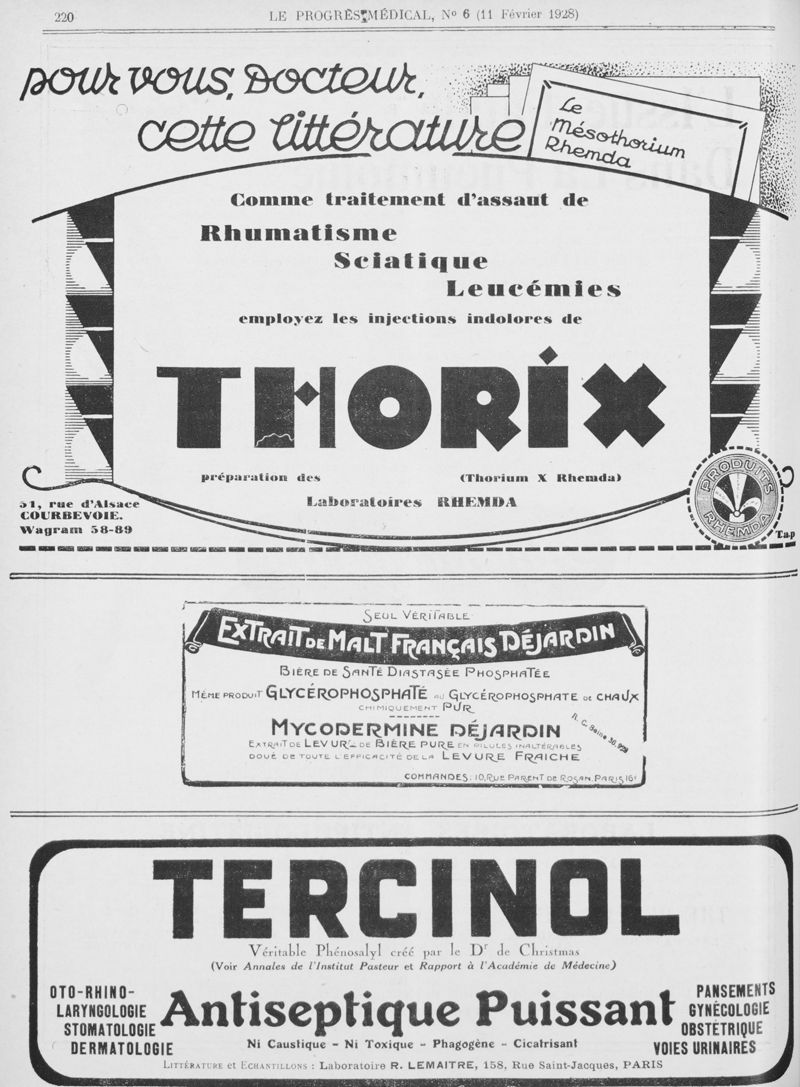 220
LE PROGRÈS MÉDICAL, No 6 (11 Février 1928)
pour vous, Docteur,
cette littérature
Le
Mésothorium
Rhemda
Comme traitement d'assaut de
Rhumatisme
Sciatique
Leucémies
employez les injections indolores de
THORIX
préparation des (Thorium X Rhemda)
Laboratoires RHEMDA
51, rue d'Alsace
COURBEVOIE.
Wagram 58-89
PRODUITS
RHEMDA
Tap
SEUL VÉRITABLE
EXTRAIT DE MALT FRANÇAIS DÉJARDIN
BIÈRE DE SANTÉ DIASTASÉE PHOSPHATÉE
MÊME PRODUIT GLYCÉROPHOSPHATÉ AU GLYCÉROPHOSPHATE DE CHAUX
CHIMIQUEMENT PUR
MYCODERMINE DÉJARDIN
R. C. Seine
EXTRAIT DE LEVURE DE BIÈRE PURE EN PILULES INALTÉRABLES
DOUÉ DE TOUTE L'EFFICACITÉ DE LA LEVURE FRAICHE
COMMANDES: 10, RUE PARENT DE ROSAN, PARIS 16e
TERCINOL
Véritable Phénosalyl créé par le Dr de Christmas
(Voir Annales de l'Institut Pasteur et Rapport à l'Académie de Médecine)
OTO-RHINO-
LARYNGOLOGIE
STOMATOLOGIE
DERMATOLOGIE
Antiseptique Puissant
PANSEMENTS
GYNÉCOLOGIE
OBSTÉTRIQUE
VOIES URINAIRES
Ni Caustique - Ni Toxique - Phagogène - Cicatrisant
LITTÉRATURE et ECHANTILLONS : Laboratoire R. LEMAITRE, 158, Rue Saint-Jacques, PARIS